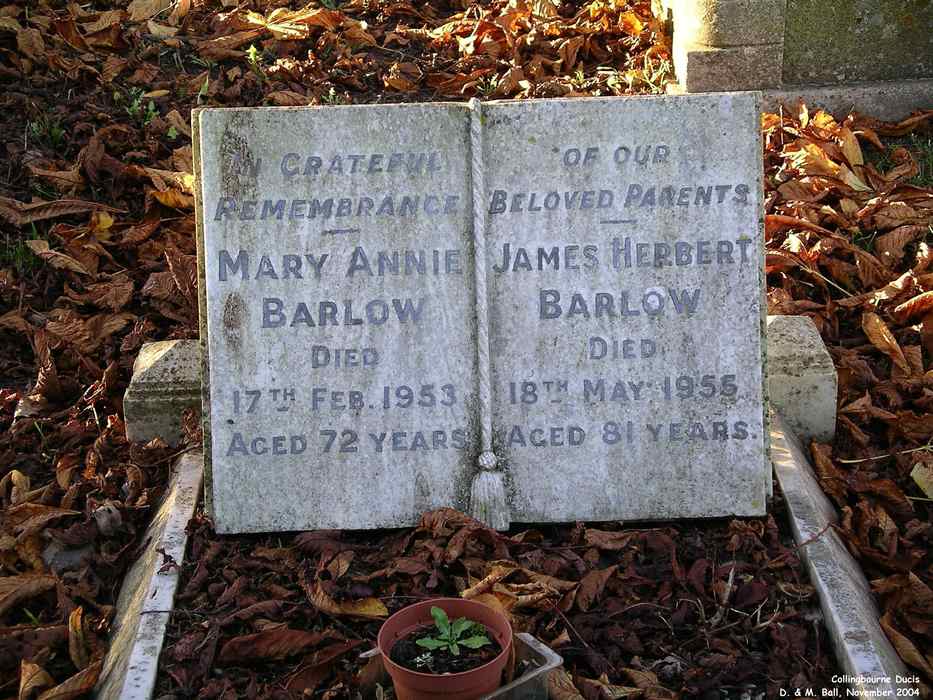 IN GRATEFUL
REMEMBRANCE
MARY ANNIE
BARLOW
DIED
17TH FEB. 1953
AGED 72 YEARS
OF OUR
BELOVED PARENTS
JAMES HERBERT
BARLOW
DIED
18TH MAY 1955
AGED 81 YEARS.
Collingbourne Ducis
D. & M. Ball, November 2004